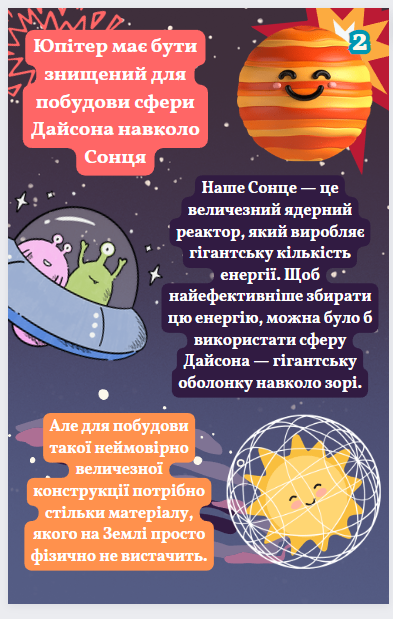 Юпітер має бути
знищений для
побудови сфери
Дайсона навколо
Сонця
2
Наше Сонце — це
величезний ядерний
реактор, який виробляє
гігантську кількість
енергії. Щоб
найефективніше збирати
цю енергію, можна було б
використати сферу
Дайсона — гігантську
оболонку навколо зорі.
Але для побудови
такої неймовірно
величезної
конструкції потрібно
стільки матеріалу,
якого на Землі просто
фізично не вистачить.